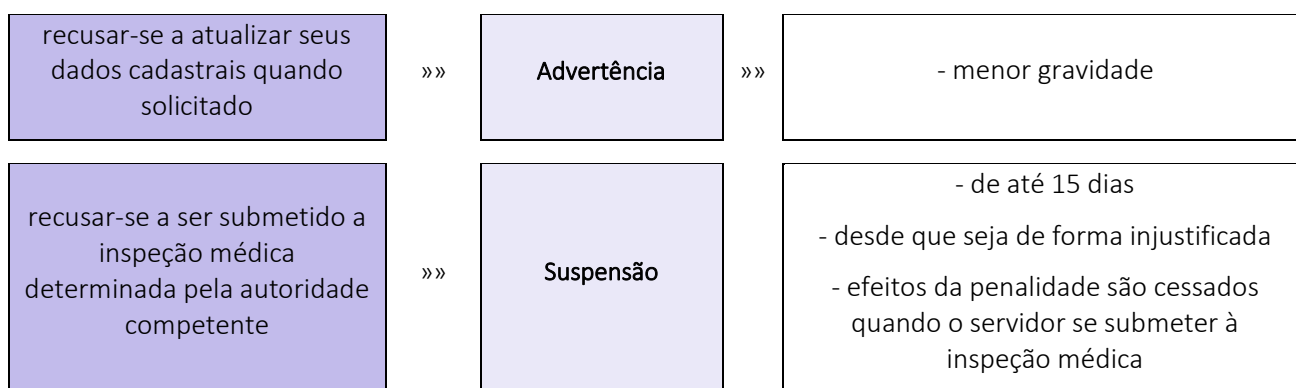 recusar-se a atualizar seus
dados cadastrais quando
solicitado
»»
Advertência
»»
- menor gravidade
recusar-se a ser submetido a
inspeção médica
determinada pela autoridade
competente
»»
Suspensão
- de até 15 dias
- desde que seja de forma injustificada
- efeitos da penalidade são cessados
quando o servidor se submeter à
inspeção médica